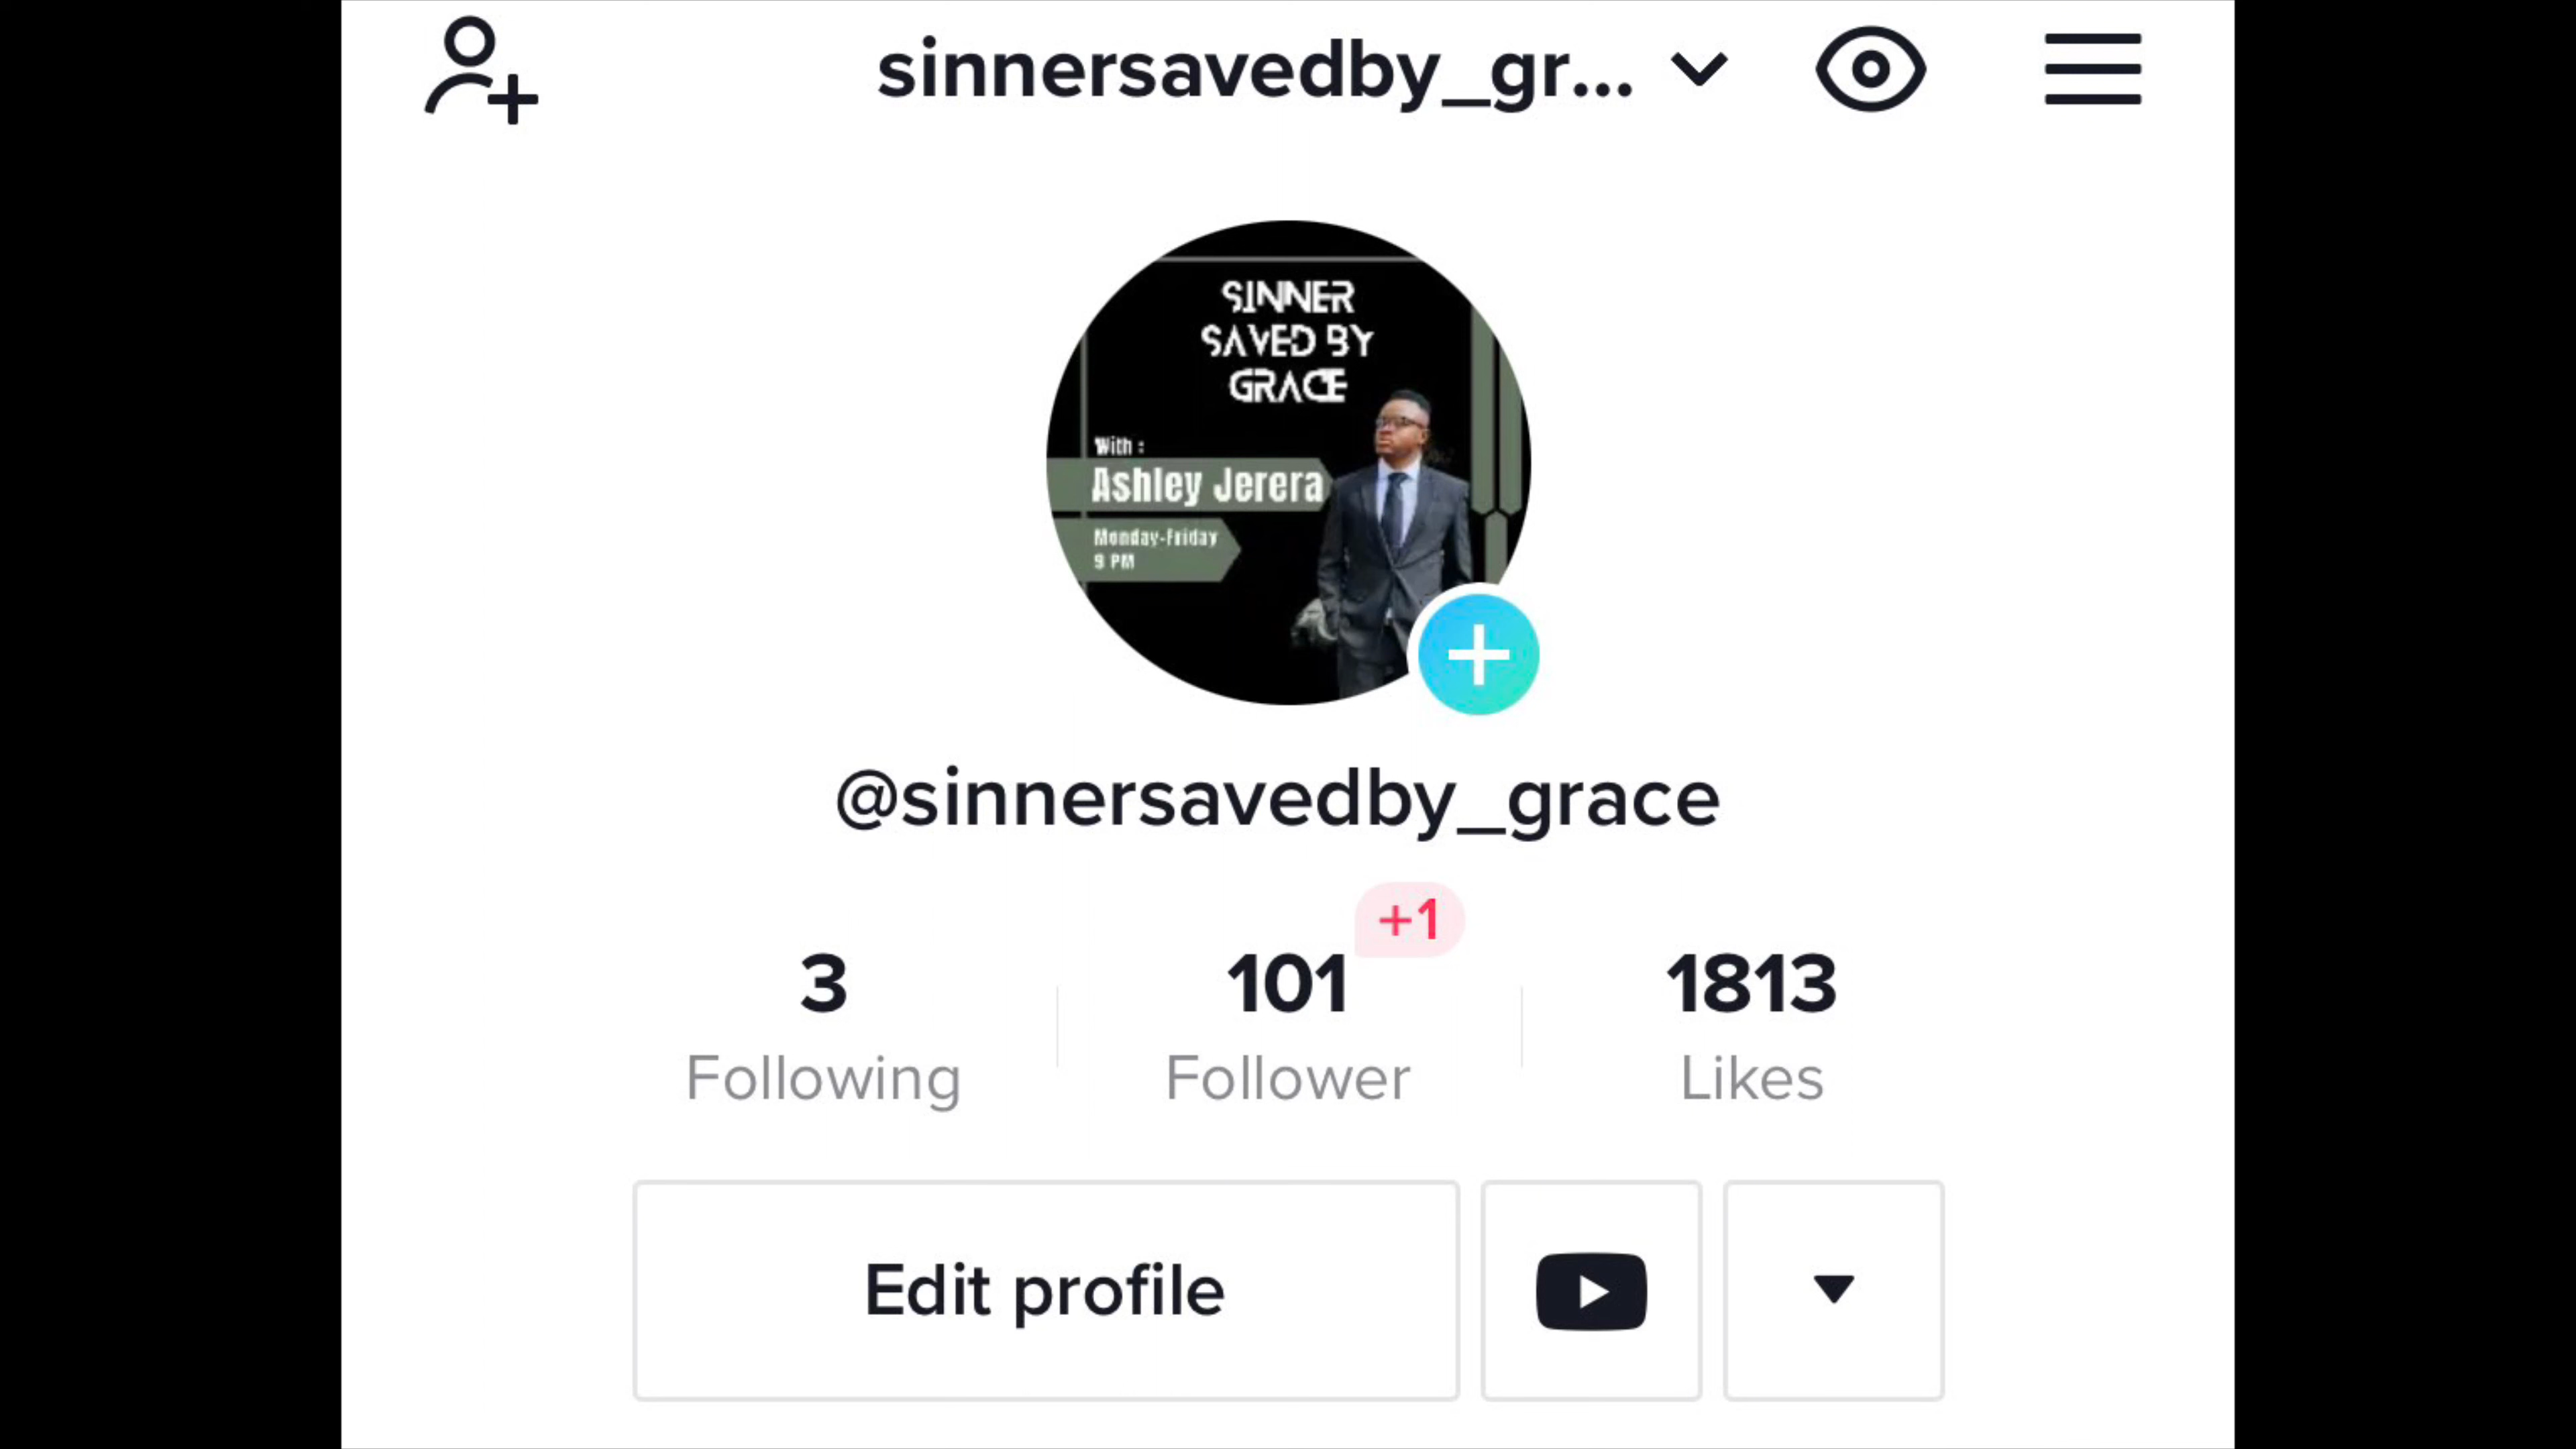 sinnersavedby_gr...
SINNER
SAVED BY
GRACE
With :
Ashley Jerera
Monday-Friday
9 PM
@sinnersavedby_grace
+1
3 101 1813
Following Follower Likes
Edit profile